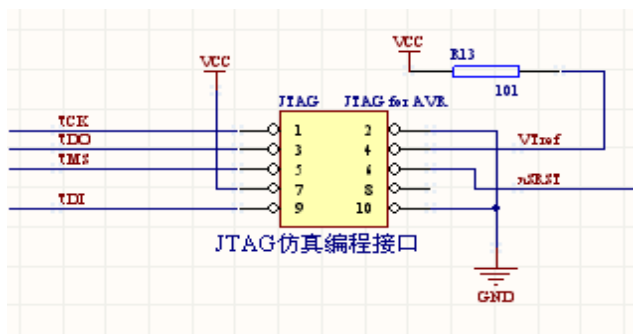 VCC
R13
VCC
101
JTAG
JTAG for AVR
TCK
1
2
TDO
3
4
VTref
TMS
5
6
nSRST
7
8
TDI
9
10
JTAG仿真编程接口
GND